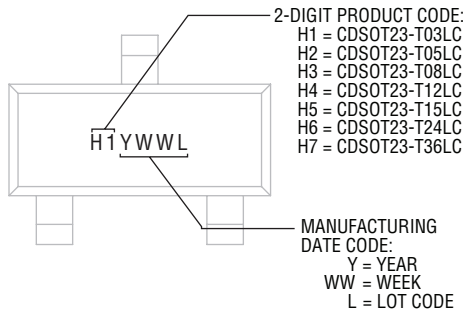 2-DIGIT PRODUCT CODE:
H1 = CDSOT23-T03LC
H2 = CDSOT23-T05LC
H3 = CDSOT23-T08LC
H4 = CDSOT23-T12LC
H5 = CDSOT23-T15LC
H6 = CDSOT23-T24LC
H7 = CDSOT23-T36LC
H1YWWL
MANUFACTURING
DATE CODE:
Y = YEAR
WW = WEEK
L = LOT CODE